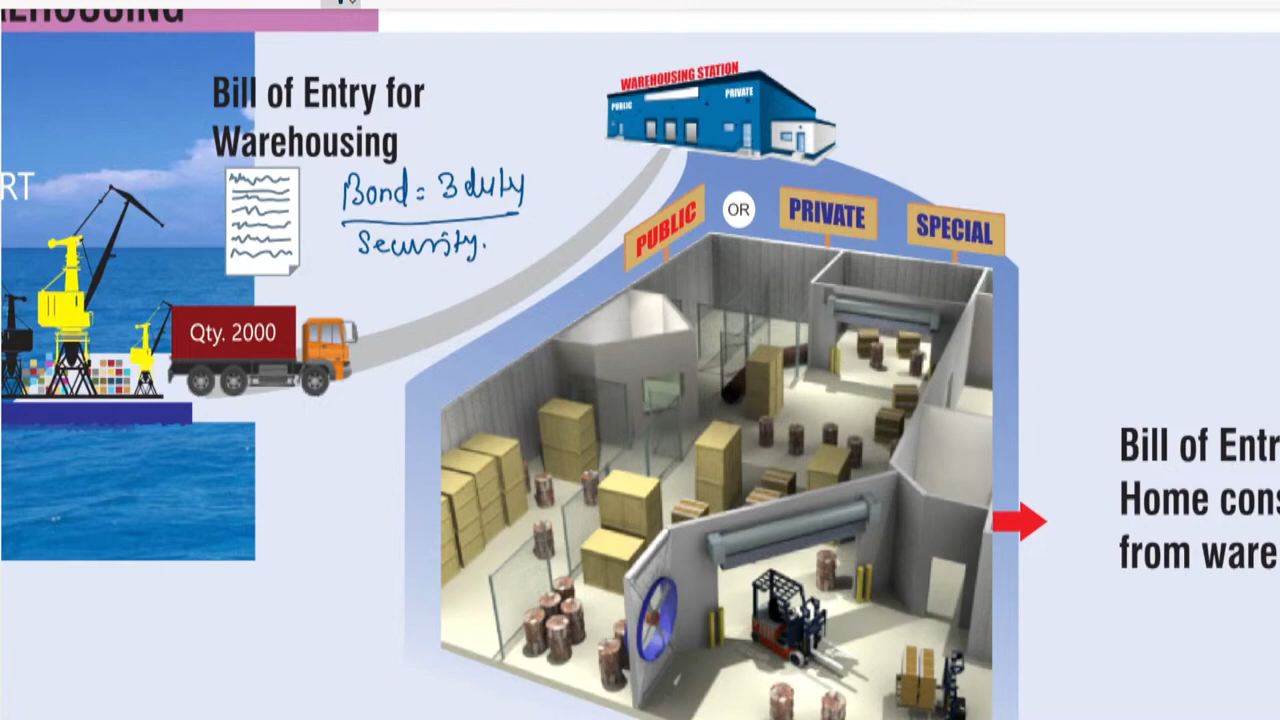 Bill of Entry for
Warehousing
WAREHOUSING STATION
PUBLIC
PRIVATE
RT
Bond = 3 duty
Security.
PUBLIC
OR
PRIVATE
SPECIAL
Qty. 2000
Bill of Entr
Home cons
from ware